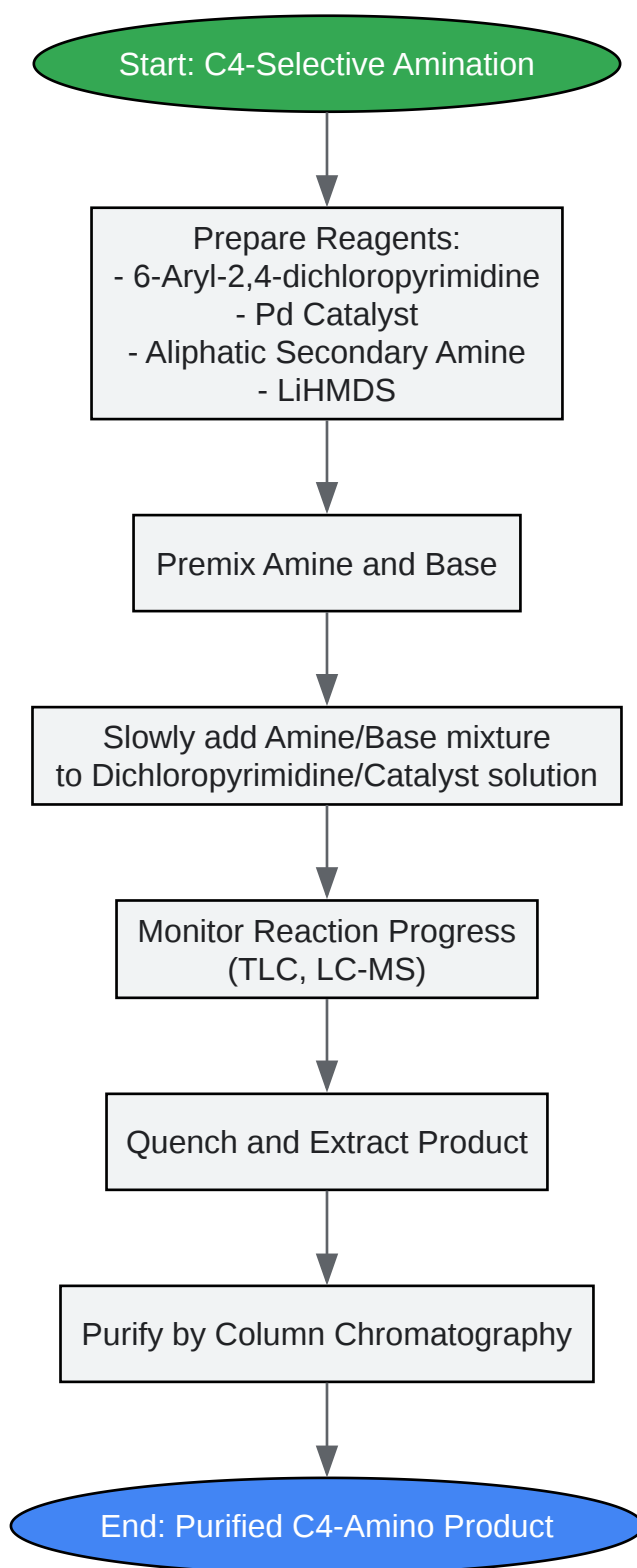 Start: C4-Selective Amination
Prepare Reagents:
- 6-Aryl-2,4-dichloropyrimidine
- Pd Catalyst
- Aliphatic Secondary Amine
- LiHMDS
Premix Amine and Base
Slowly add Amine/Base mixture
to Dichloropyrimidine/Catalyst solution
Monitor Reaction Progress
(TLC, LC-MS)
Quench and Extract Product
Purify by Column Chromatography
End: Purified C4-Amino Product